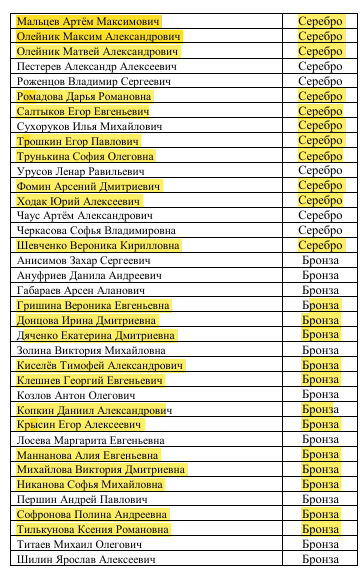 Мальцев Артём Максимович Серебро
Олейник Максим Александрович Серебро
Олейник Матвей Александрович Серебро
Пестерев Александр Алексеевич Серебро
Роженцов Владимир Сергеевич Серебро
Ромадова Дарья Романовна Серебро
Салтыков Егор Евгеньевич Серебро
Сухоруков Илья Михайлович Серебро
Трошкин Егор Павлович Серебро
Трунькина София Олеговна Серебро
Урусов Ленар Равильевич Серебро
Фомин Арсений Дмитриевич Серебро
Ходак Юрий Алексеевич Серебро
Чаус Артём Александрович Серебро
Черкасова Софья Владимировна Серебро
Шевченко Вероника Кирилловна Серебро
Анисимов Захар Сергеевич Бронза
Ануфриев Данила Андреевич Бронза
Габараев Арсен Аланович Бронза
Гришина Вероника Евгеньевна Бронза
Донцова Ирина Дмитриевна Бронза
Дяченко Екатерина Дмитриевна Бронза
Золина Виктория Михайловна Бронза
Киселёв Тимофей Александрович Бронза
Клешнев Георгий Евгеньевич Бронза
Козлов Антон Олегович Бронза
Копкин Даниил Александрович Бронза
Крысин Егор Алексеевич Бронза
Лосева Маргарита Евгеньевна Бронза
Маннанова Алия Евгеньевна Бронза
Михайлова Виктория Дмитриевна Бронза
Никанова Софья Михайловна Бронза
Першин Андрей Павлович Бронза
Софронова Полина Андреевна Бронза
Тилькунова Ксения Романовна Бронза
Титаев Михаил Олегович Бронза
Шилин Ярослав Алексеевич Бронза